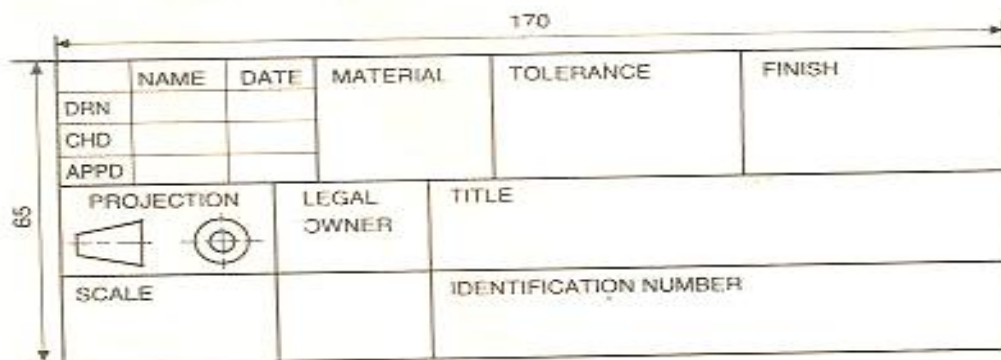 170
NAME DATE MATERIAL TOLERANCE FINISH
DRN
CHD
APPD
65
PROJECTION LEGAL OWNER TITLE
SCALE IDENTIFICATION NUMBER